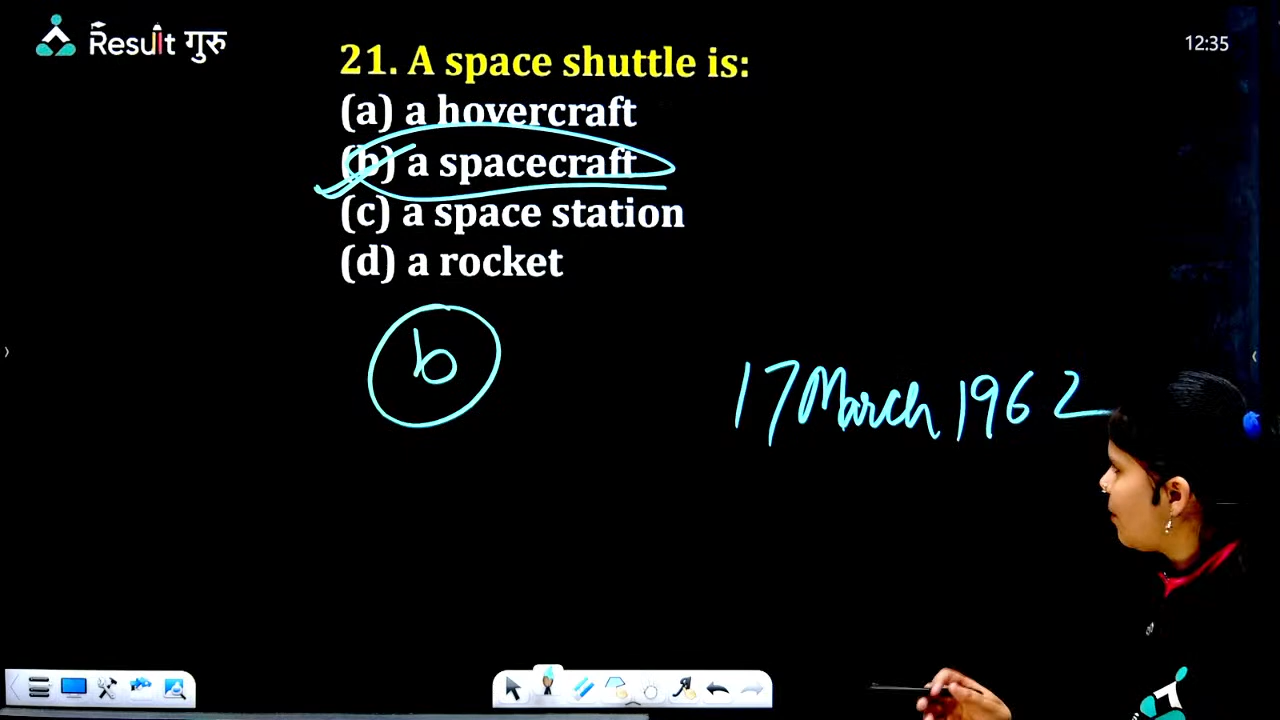 Result गुरु
12:35
21. A space shuttle is:
(a) a hovercraft
(b) a spacecraft
(c) a space station
(d) a rocket
b
17 March 1962